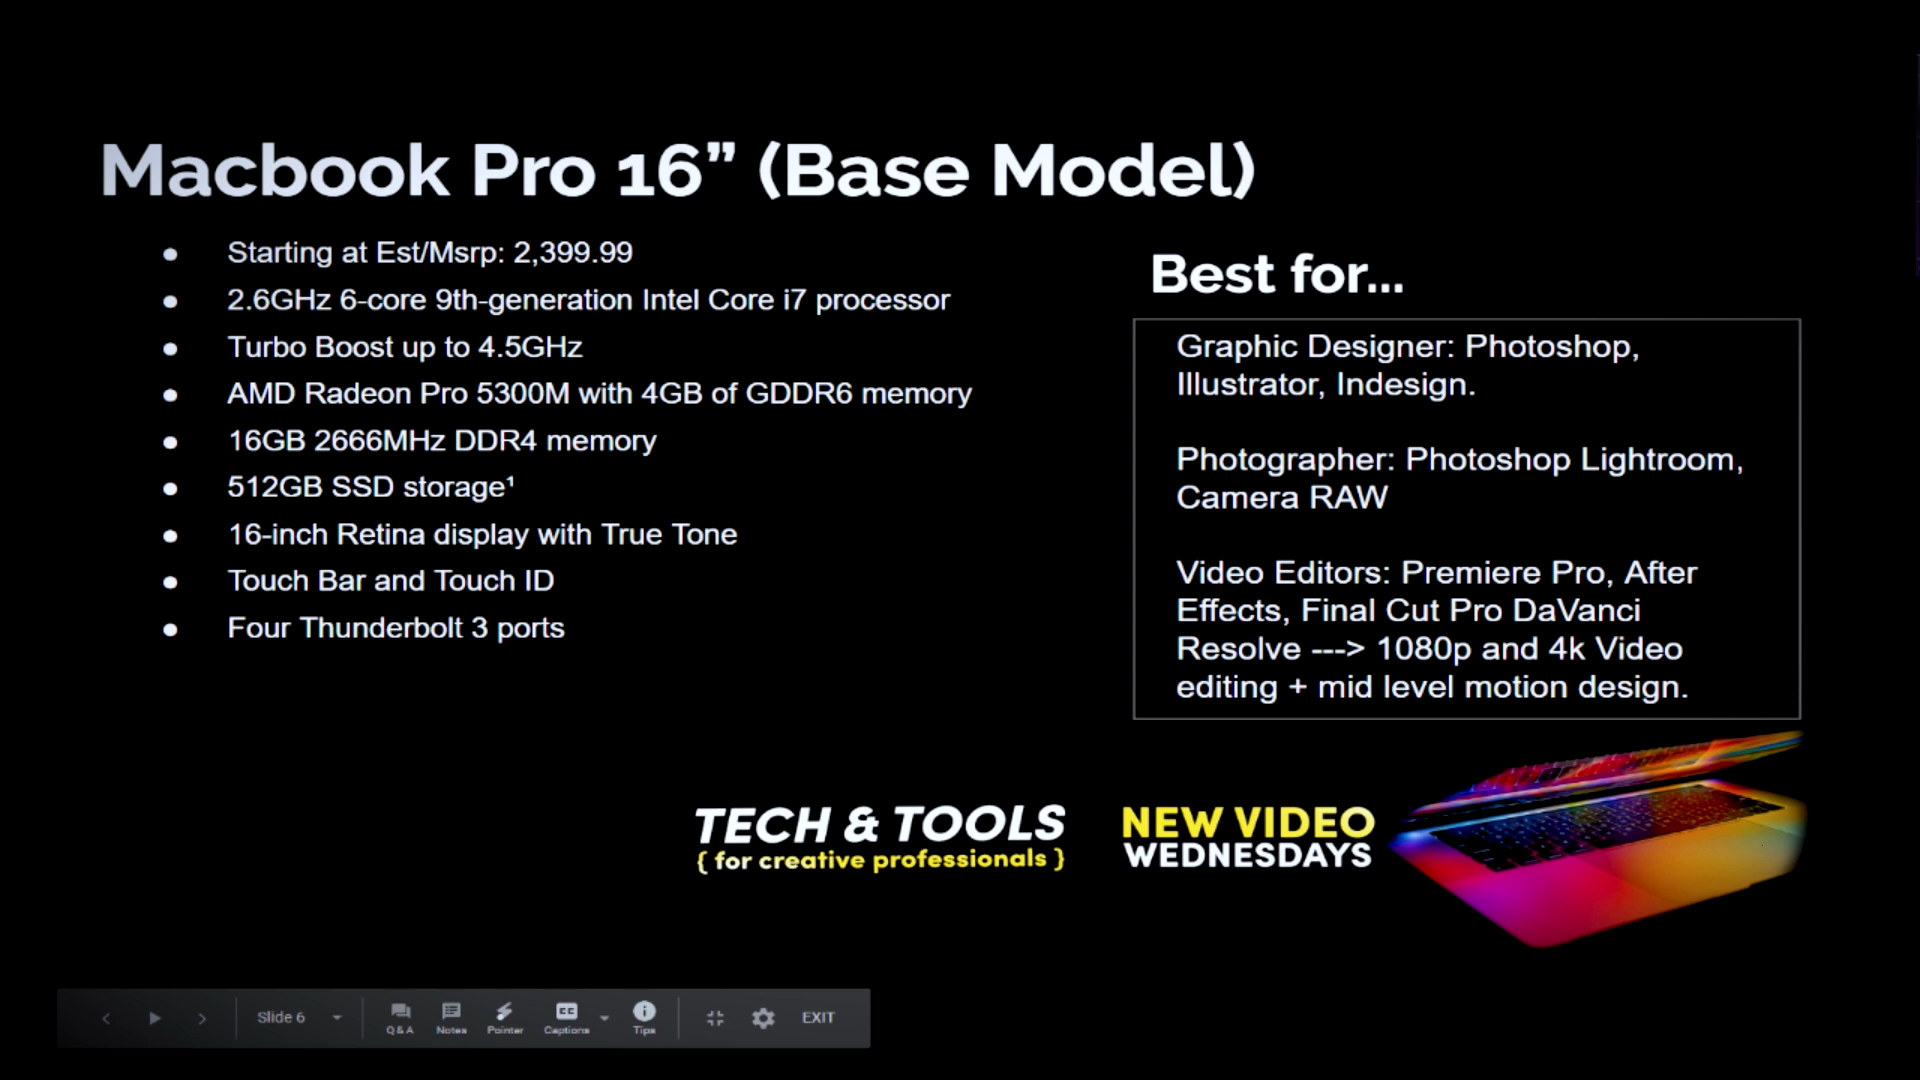 Macbook Pro 16” (Base Model)
● Starting at Est/Msrp: 2,399.99
● 2.6GHz 6-core 9th-generation Intel Core i7 processor
● Turbo Boost up to 4.5GHz
● AMD Radeon Pro 5300M with 4GB of GDDR6 memory
● 16GB 2666MHz DDR4 memory
● 512GB SSD storage¹
● 16-inch Retina display with True Tone
● Touch Bar and Touch ID
● Four Thunderbolt 3 ports
Best for...
Graphic Designer: Photoshop,
Illustrator, Indesign.
Photographer: Photoshop Lightroom,
Camera RAW
Video Editors: Premiere Pro, After
Effects, Final Cut Pro DaVanci
Resolve ---> 1080p and 4k Video
editing + mid level motion design.
TECH & TOOLS
{ for creative professionals }
NEW VIDEO
WEDNESDAYS
Slide 6
Q&A
Notes
Pointer
CC
Captions
Tips
EXIT